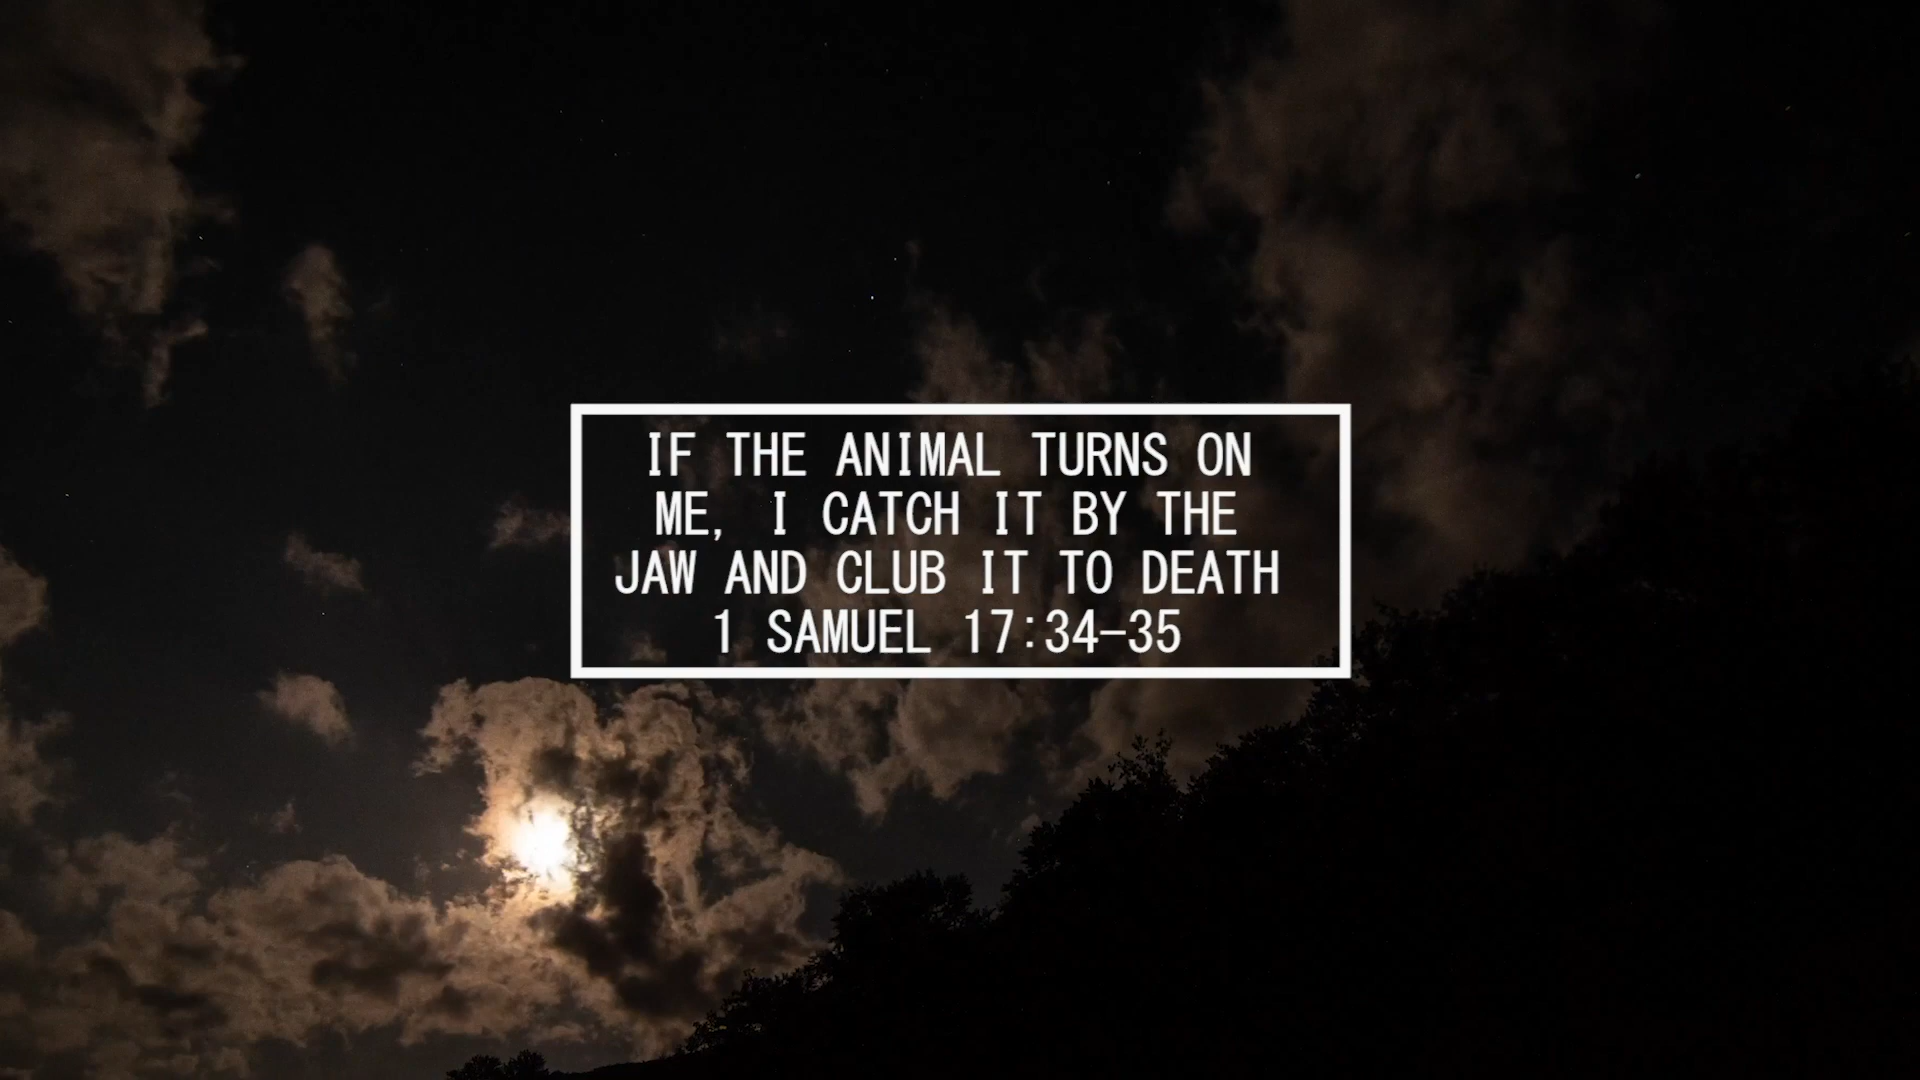 IF THE ANIMAL TURNS ON
ME, I CATCH IT BY THE
JAW AND CLUB IT TO DEATH
1 SAMUEL 17:34–35